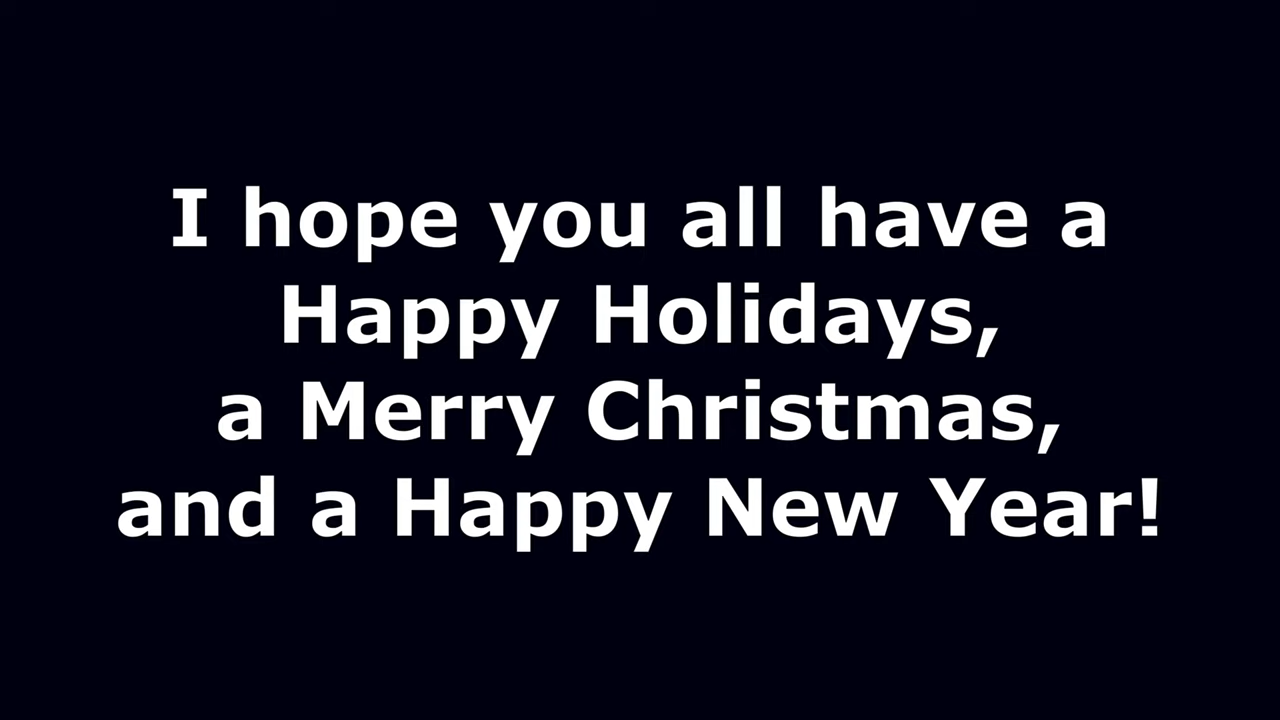 I hope you all have a
Happy Holidays,
a Merry Christmas,
and a Happy New Year!